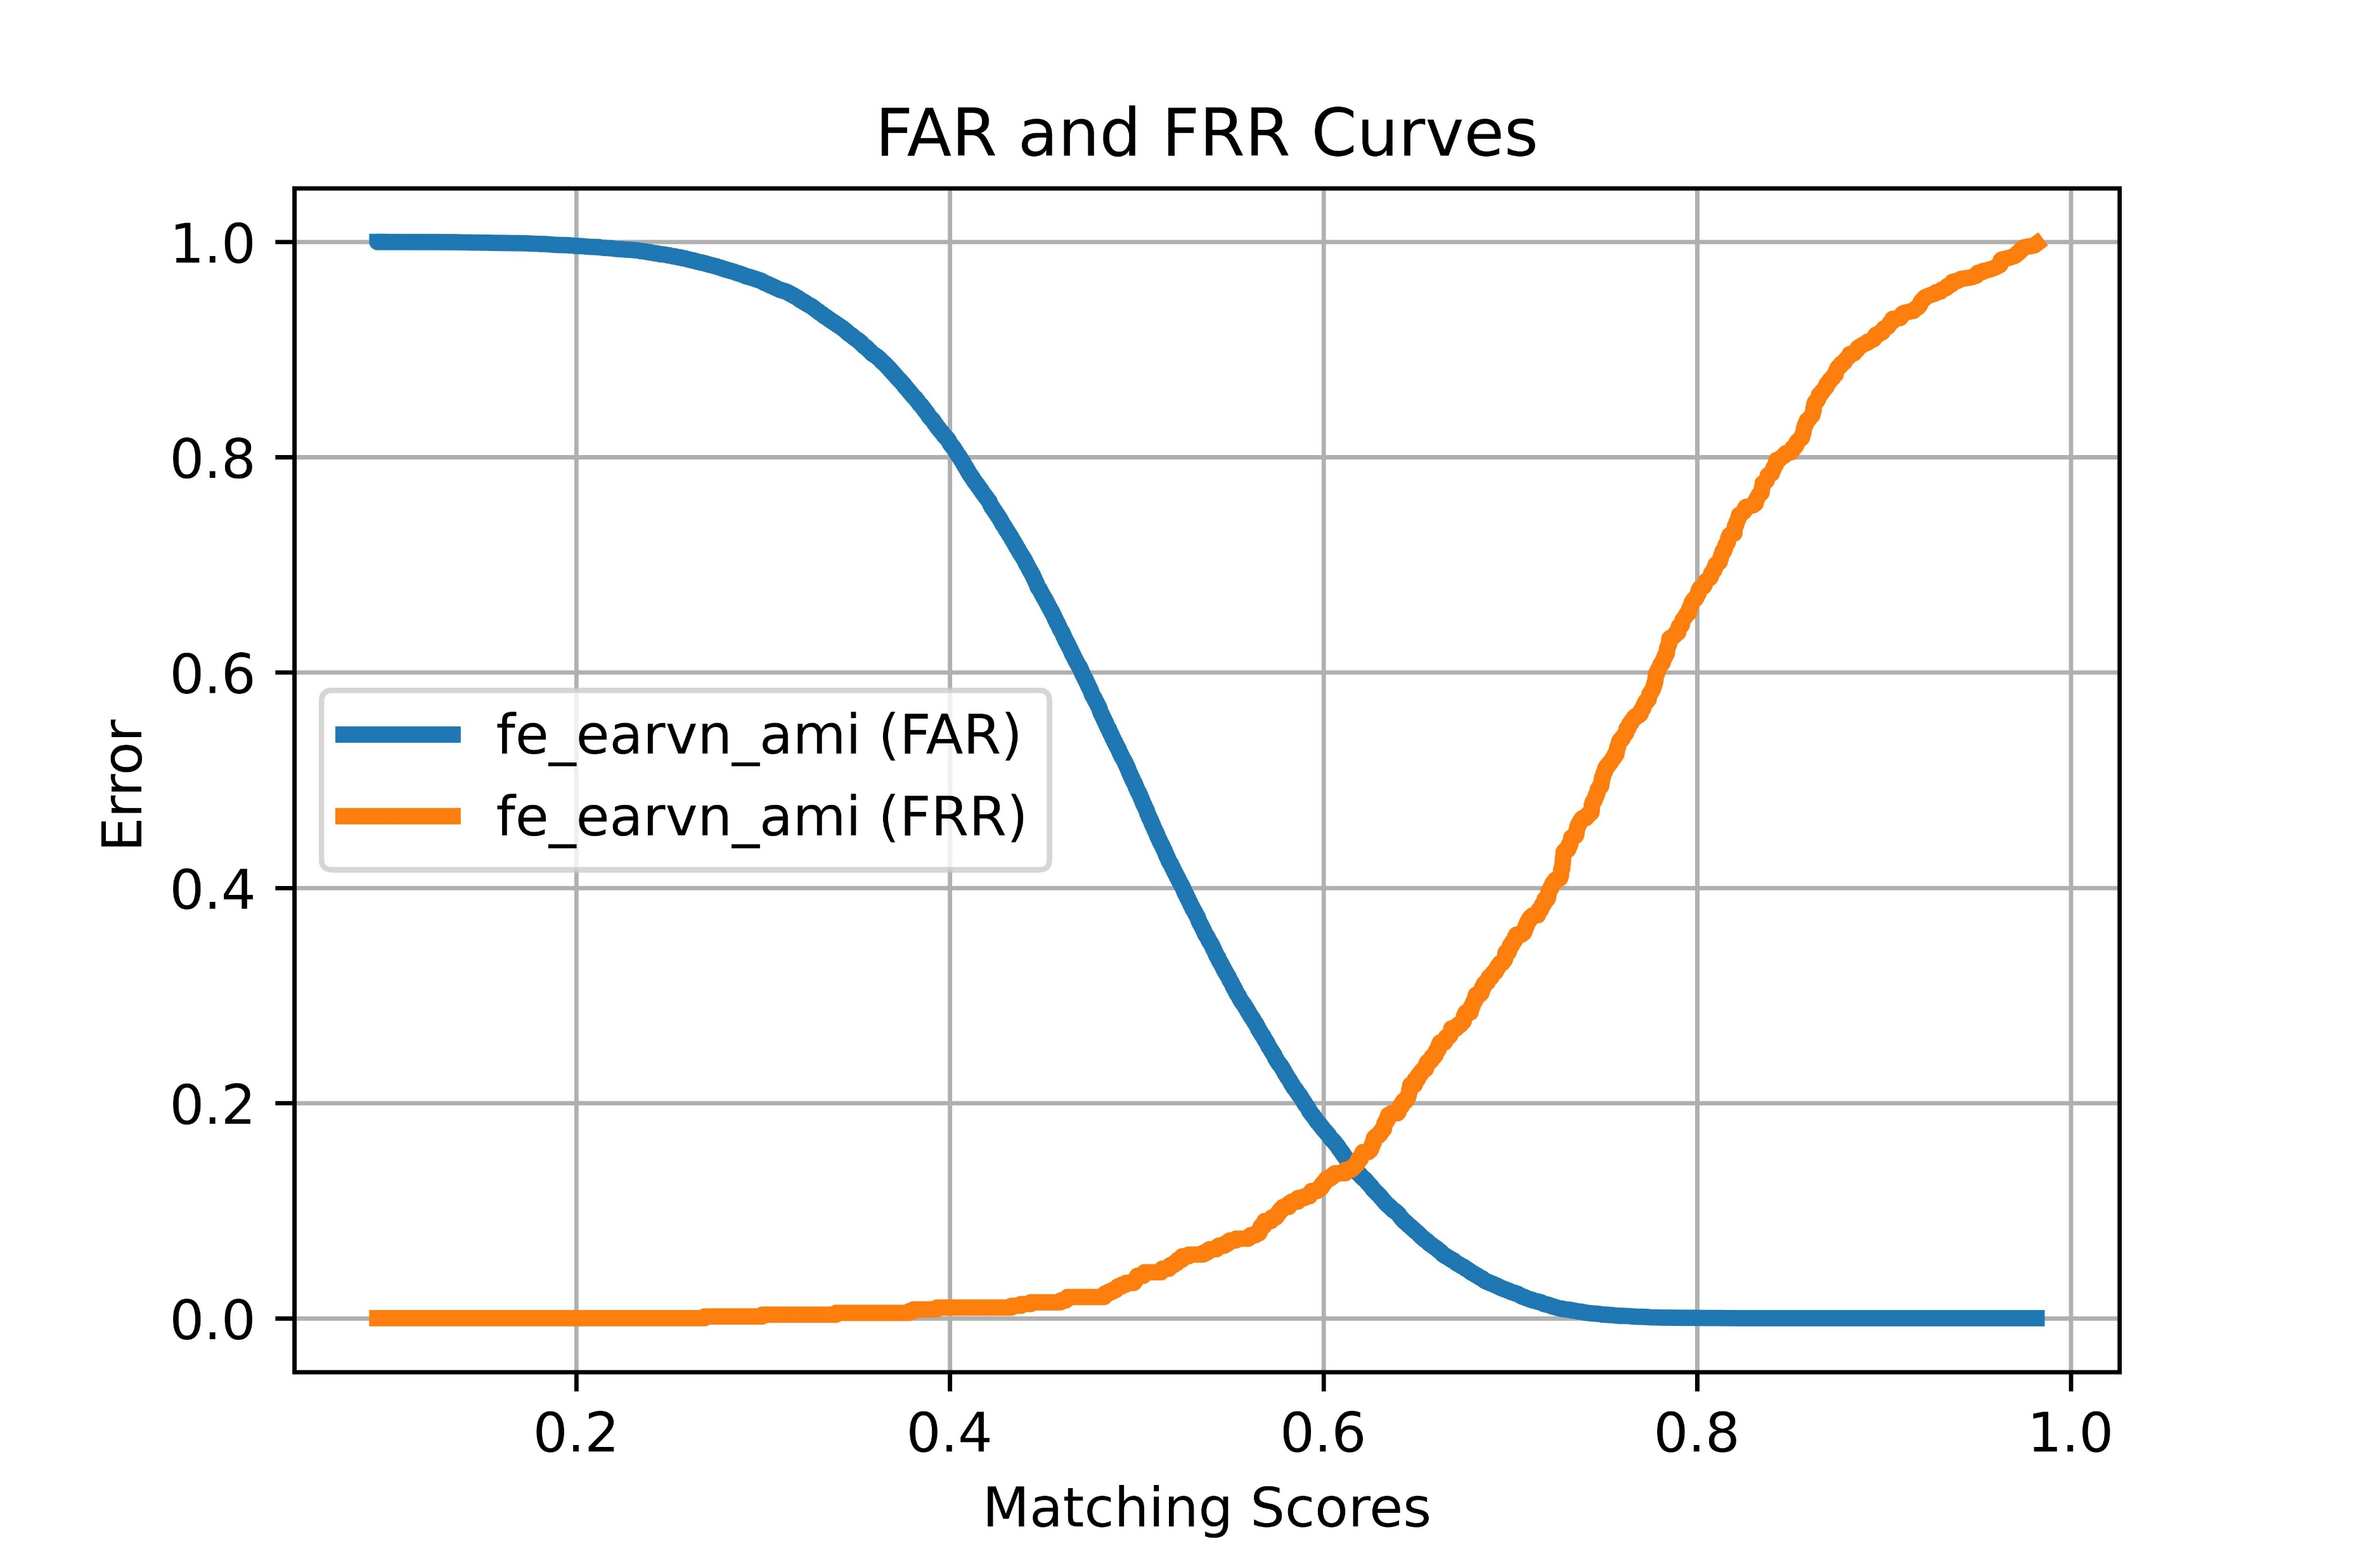 FAR and FRR Curves
1.0
0.8
0.6
0.4
0.2
0.0
Error
fe_earvn_ami (FAR)
fe_earvn_ami (FRR)
0.2 0.4 0.6 0.8 1.0
Matching Scores